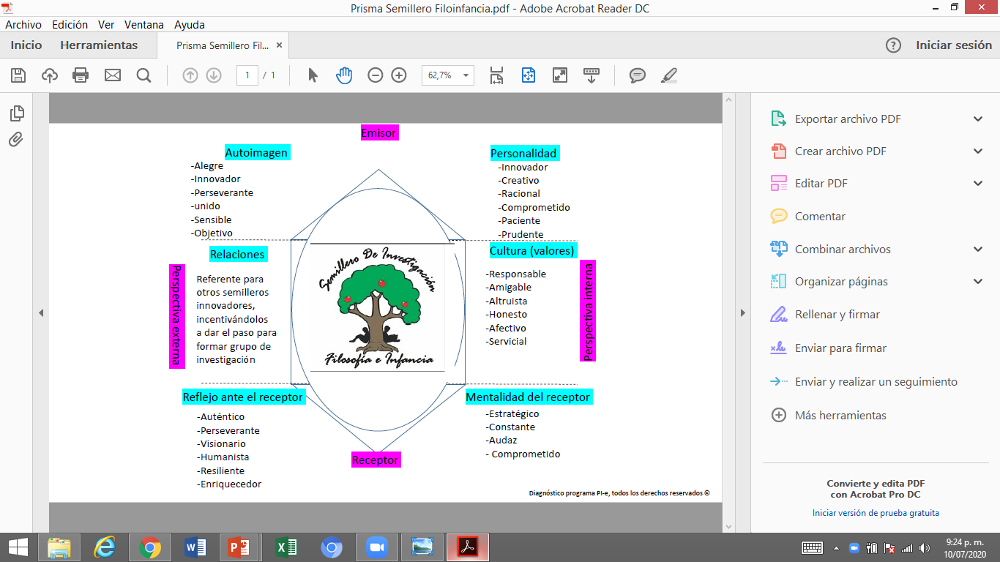 Prisma Semillero Filoinfancia.pdf - Adobe Acrobat Reader DC
Archivo Edición Ver Ventana Ayuda
Inicio Herramientas Prisma Semillero Fil... × Iniciar sesión
1 / 1 62,7%
Emisor
Autoimagen
-Alegre
-Innovador
-Perseverante
-unido
-Sensible
-Objetivo
Personalidad
-Innovador
-Creativo
-Racional
-Comprometido
-Paciente
-Prudente
Perspectiva externa
Relaciones
Referente para
otros semilleros
innovadores,
incentivándolos
a dar el paso para
formar grupo de
investigación
Semillero De Investigación
Filosofía e Infancia
Cultura (valores)
-Responsable
-Amigable
-Altruista
-Honesto
-Afectivo
-Servicial
Perspectiva interna
Reflejo ante el receptor
-Auténtico
-Perseverante
-Visionario
-Humanista
-Resiliente
-Enriquecedor
Mentalidad del receptor
-Estratégico
-Constante
-Audaz
- Comprometido
Receptor
Diagnóstico programa PI-e, todos los derechos reservados ©
Exportar archivo PDF
Crear archivo PDF
Editar PDF
Comentar
Combinar archivos
Organizar páginas
Rellenar y firmar
Enviar para firmar
Enviar y realizar un seguimiento
Más herramientas
Convierte y edita PDF
con Acrobat Pro DC
Iniciar versión de prueba gratuita
9:24 p. m.
10/07/2020